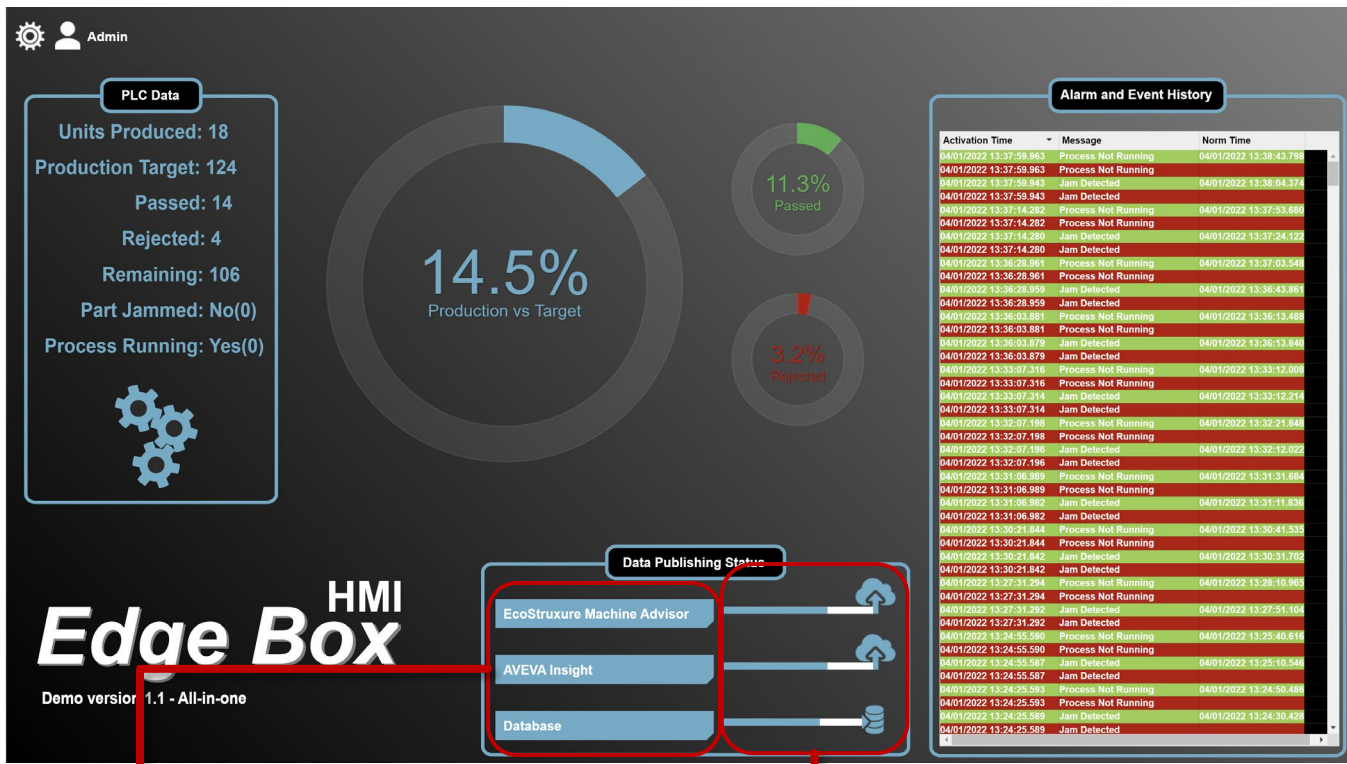 Admin
PLC Data
Units Produced: 18
Production Target: 124
Passed: 14
Rejected: 4
Remaining: 106
Part Jammed: No(0)
Process Running: Yes(0)
14.5%
Production vs Target
11.3%
Passed
3.2%
Rejected
Alarm and Event History
Activation Time Message Norm Time
04/01/2022 13:37:59.963 Process Not Running 04/01/2022 13:38:43.798
04/01/2022 13:37:59.963 Process Not Running
04/01/2022 13:37:59.943 Jam Detected 04/01/2022 13:38:04.374
04/01/2022 13:37:59.943 Jam Detected
04/01/2022 13:37:14.282 Process Not Running 04/01/2022 13:37:53.680
04/01/2022 13:37:14.282 Process Not Running
04/01/2022 13:37:14.280 Jam Detected 04/01/2022 13:37:24.122
04/01/2022 13:37:14.280 Jam Detected
04/01/2022 13:36:28.961 Process Not Running 04/01/2022 13:37:03.548
04/01/2022 13:36:28.961 Process Not Running
04/01/2022 13:36:28.959 Jam Detected 04/01/2022 13:36:43.861
04/01/2022 13:36:28.959 Jam Detected
04/01/2022 13:36:03.881 Process Not Running 04/01/2022 13:36:13.488
04/01/2022 13:36:03.881 Process Not Running
04/01/2022 13:36:03.879 Jam Detected 04/01/2022 13:36:13.840
04/01/2022 13:36:03.879 Jam Detected
04/01/2022 13:33:07.316 Process Not Running 04/01/2022 13:33:12.008
04/01/2022 13:33:07.316 Process Not Running
04/01/2022 13:33:07.314 Jam Detected 04/01/2022 13:33:12.214
04/01/2022 13:33:07.314 Jam Detected
04/01/2022 13:32:07.198 Process Not Running 04/01/2022 13:32:21.848
04/01/2022 13:32:07.198 Process Not Running
04/01/2022 13:32:07.196 Jam Detected 04/01/2022 13:32:12.022
04/01/2022 13:32:07.196 Jam Detected
04/01/2022 13:31:06.989 Process Not Running 04/01/2022 13:31:31.684
04/01/2022 13:31:06.989 Process Not Running
04/01/2022 13:31:06.982 Jam Detected 04/01/2022 13:31:11.836
04/01/2022 13:31:06.982 Jam Detected
04/01/2022 13:30:21.844 Process Not Running 04/01/2022 13:30:41.535
04/01/2022 13:30:21.844 Process Not Running
04/01/2022 13:30:21.842 Jam Detected 04/01/2022 13:30:31.702
04/01/2022 13:30:21.842 Jam Detected
04/01/2022 13:27:31.294 Process Not Running 04/01/2022 13:28:10.965
04/01/2022 13:27:31.294 Process Not Running
04/01/2022 13:27:31.292 Jam Detected 04/01/2022 13:27:51.104
04/01/2022 13:27:31.292 Jam Detected
04/01/2022 13:24:55.590 Process Not Running 04/01/2022 13:25:40.616
04/01/2022 13:24:55.590 Process Not Running
04/01/2022 13:24:55.587 Jam Detected 04/01/2022 13:25:10.546
04/01/2022 13:24:55.587 Jam Detected
04/01/2022 13:24:25.593 Process Not Running 04/01/2022 13:24:50.486
04/01/2022 13:24:25.593 Process Not Running
04/01/2022 13:24:25.589 Jam Detected 04/01/2022 13:24:30.428
04/01/2022 13:24:25.589 Jam Detected
Data Publishing Status
EcoStruxure Machine Advisor
AVEVA Insight
Database
HMI
Edge Box
Demo version 1.1 - All-in-one